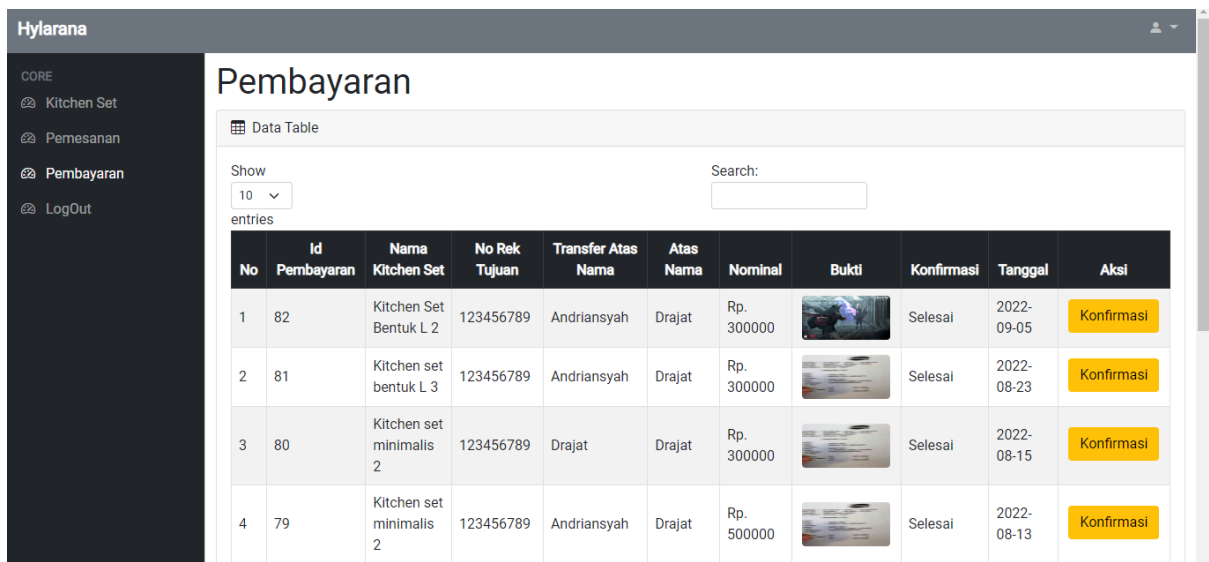 Hylarana
CORE
Kitchen Set
Pemesanan
Pembayaran
LogOut
Pembayaran
Data Table
Show
10
entries
Search:
No Id Pembayaran Nama Kitchen Set No Rek Tujuan Transfer Atas Nama Atas Nama Nominal Bukti Konfirmasi Tanggal Aksi
1 82 Kitchen Set Bentuk L 2 123456789 Andriansyah Drajat Rp. 300000 Selesai 2022-09-05 Konfirmasi
2 81 Kitchen set bentuk L 3 123456789 Andriansyah Drajat Rp. 300000 Selesai 2022-08-23 Konfirmasi
3 80 Kitchen set minimalis 2 123456789 Drajat Drajat Rp. 300000 Selesai 2022-08-15 Konfirmasi
4 79 Kitchen set minimalis 2 123456789 Andriansyah Drajat Rp. 500000 Selesai 2022-08-13 Konfirmasi